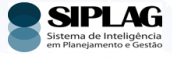 SIPLAG
Sistema de Inteligência
em Planejamento e Gestão